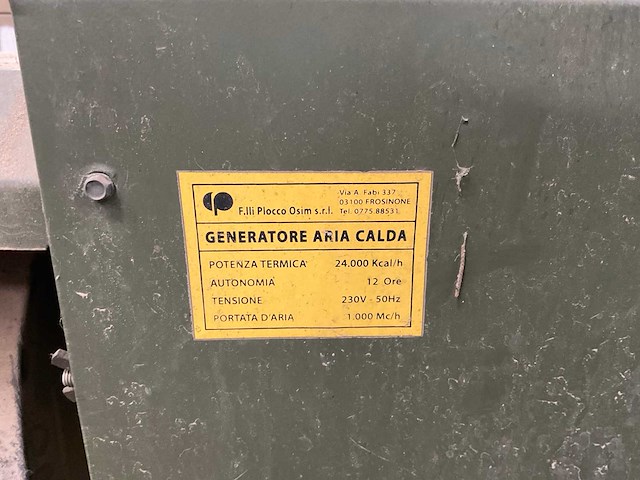 Via A. Fabi 337
03100 FROSINONE
F.lli Plocco Osim s.r.l. Tel. 0775.88531
GENERATORE ARIA CALDA
POTENZA TERMICA 24.000 Kcal/h
AUTONOMIA 12 Ore
TENSIONE 230V - 50Hz
PORTATA D'ARIA 1.000 Mc/h